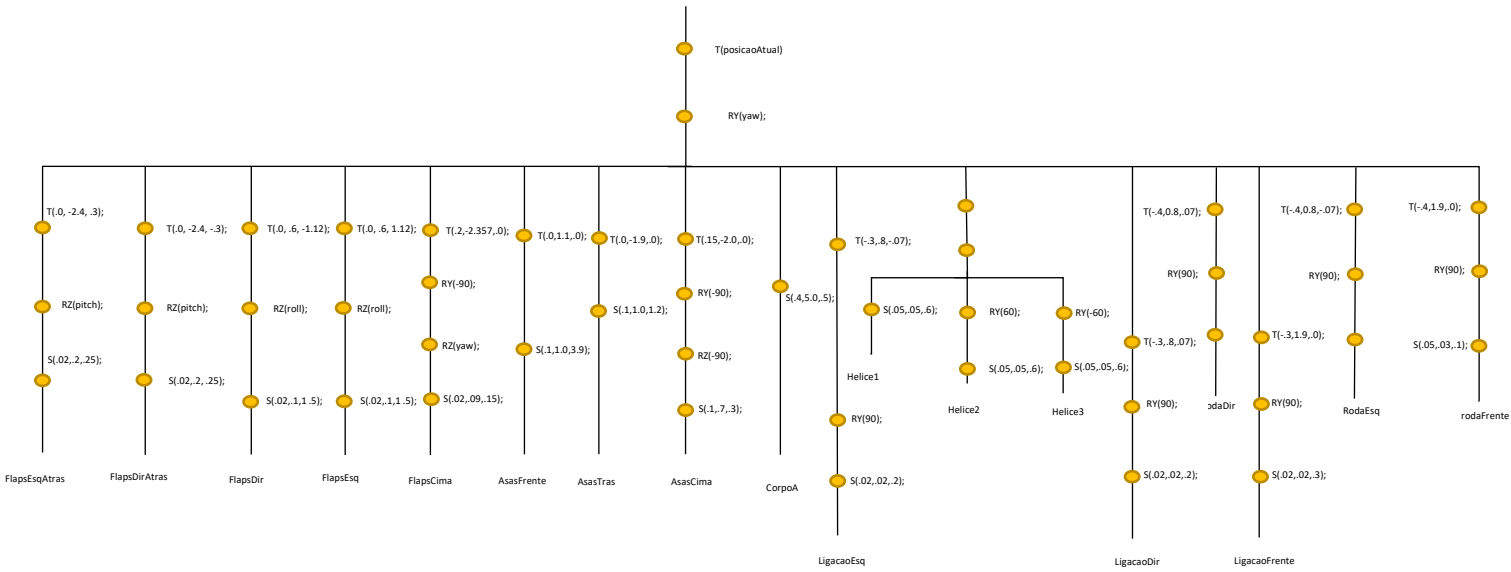 T(posicaoAtual)
RY(yaw);
T(.0, -2.4, .3);
RZ(pitch);
S(.02,.2,.25);
FlapsEsqAtras
T(.0, -2.4, -.3);
RZ(pitch);
S(.02,.2, .25);
FlapsDirAtras
T(.0, .6, -1.12);
RZ(roll);
S(.02,.1,1 .5);
FlapsDir
T(.0, .6, 1.12);
RZ(roll);
S(.02,.1,1 .5);
FlapsEsq
T(.2,-2.357,.0);
RY(-90);
RZ(yaw);
S(.02,.09,.15);
FlapsCima
T(.0,1.1,.0);
S(.1,1.0,3.9);
AsasFrente
T(.0,-1.9,.0);
S(.1,1.0,1.2);
AsasTras
T(.15,-2.0,.0);
RY(-90);
RZ(-90);
S(.1,.7,.3);
AsasCima
S(.4,5.0,.5);
CorpoA
T(-.3,.8,-.07);
RY(90);
S(.02,.02,.2);
LigacaoEsq
S(.05,.05,.6);
Helice1
RY(60);
S(.05,.05,.6);
Helice2
RY(-60);
S(.05,.05,.6);
Helice3
T(-.3,.8,.07);
RY(90);
S(.02,.02,.2);
LigacaoDir
T(-.4,0.8,.07);
RY(90);
odaDir
T(-.3,1.9,.0);
RY(90);
S(.02,.02,.3);
LigacaoFrente
T(-.4,0.8,-.07);
RY(90);
RodaEsq
T(-.4,1.9,.0);
RY(90);
S(.05,.03,.1);
rodaFrente